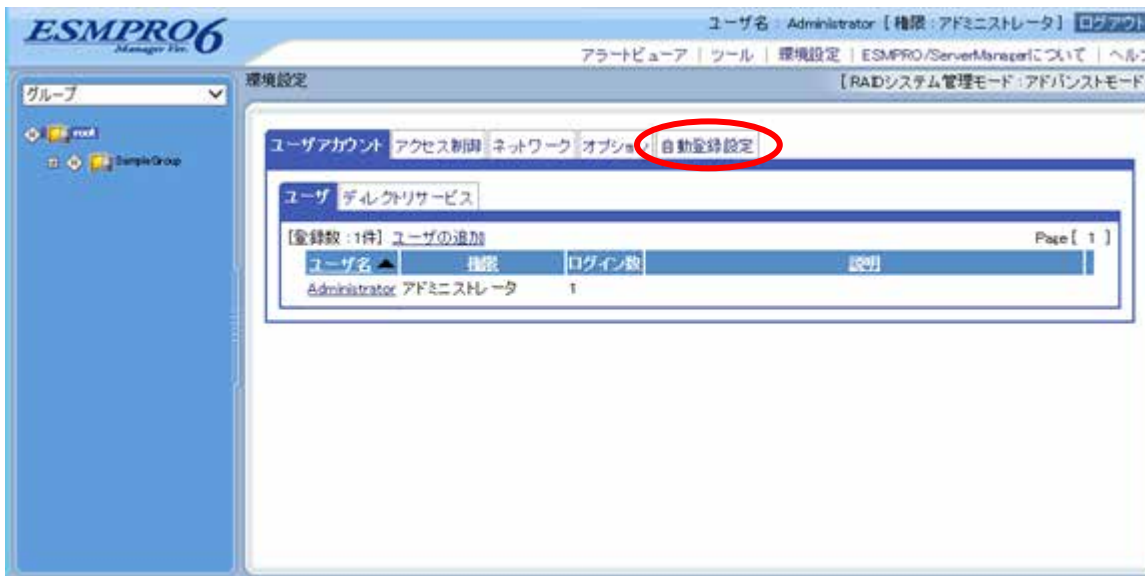 ESMPRO6
Manager Ver.
ユーザ名 : Administrator 【 権限 : アドミニストレータ】 ログアウト
アラートビューア | ツール | 環境設定 | ESMPRO/ServerManagerについて | ヘル
グループ
環境設定
【 RAIDシステム管理モード : アドバンストモード
root
SampleGroup
ユーザアカウント アクセス制御 ネットワーク オプション 自動登録設定
ユーザ ディレクトリサービス
[登録数 : 1件] ユーザの追加 Page[ 1 ]
ユーザ名 ▲ 権限 ログイン数 説明
Administrator アドミニストレータ 1